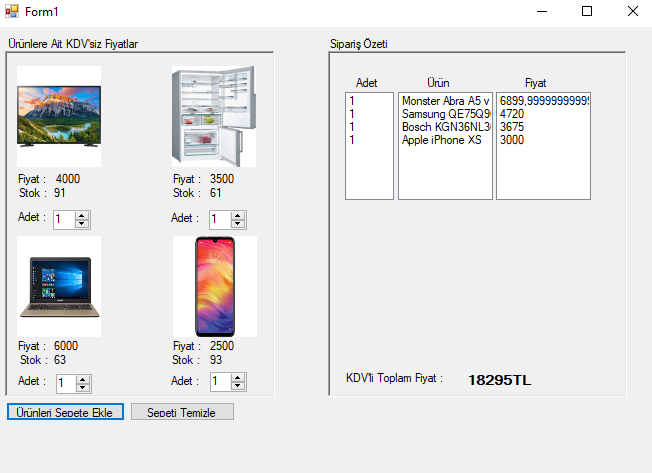 Form1
Ürünlere Ait KDV'siz Fiyatlar
Fiyat : 4000
Stok : 91
Adet : 1
Fiyat : 3500
Stok : 61
Adet : 1
Fiyat : 6000
Stok : 63
Adet : 1
Fiyat : 2500
Stok : 93
Adet : 1
Ürünleri Sepete Ekle
Sepeti Temizle
Sipariş Özeti
Adet Ürün Fiyat
1 Monster Abra A5 v 6899,9999999999
1 Samsung QE75Q9 4720
1 Bosch KGN36NL3 3675
1 Apple iPhone XS 3000
KDV'li Toplam Fiyat : 18295TL